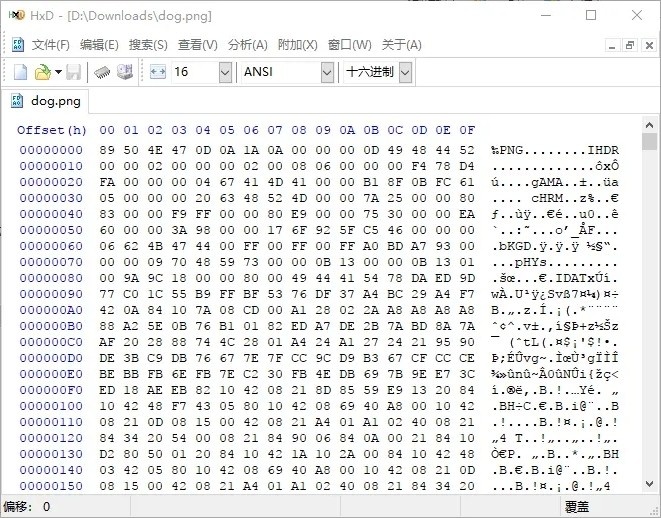 HxD - [D:\Downloads\dog.png]
文件(F) 编辑(E) 搜索(S) 查看(V) 分析(A) 附加(X) 窗口(W) 关于(A)
16 ANSI 十六进制
dog.png
Offset(h) 00 01 02 03 04 05 06 07 08 09 0A 0B 0C 0D 0E 0F
00000000 89 50 4E 47 0D 0A 1A 0A 00 00 00 0D 49 48 44 52 ‰PNG........IHDR
00000010 00 00 02 00 00 00 02 00 08 06 00 00 00 F4 78 D4 .............ôxÔ
00000020 FA 00 00 00 04 67 41 4D 41 00 00 B1 8F 0B FC 61 ú....gAMA..±..üa
00000030 05 00 00 00 20 63 48 52 4D 00 00 7A 25 00 00 80 .... cHRM..z%..€
00000040 83 00 00 F9 FF 00 00 80 E9 00 00 75 30 00 00 EA ƒ..ùÿ..€é..u0..ê
00000050 60 00 00 3A 98 00 00 17 6F 92 5F C5 46 00 00 00 `..:˜...o’_ÅF...
00000060 06 62 4B 47 44 00 FF 00 FF 00 FF A0 BD A7 93 00 .bKGD.ÿ.ÿ.ÿ ½§“.
00000070 00 00 09 70 48 59 73 00 00 0B 13 00 00 0B 13 01 ...pHYs.........
00000080 00 9A 9C 18 00 00 80 00 49 44 41 54 78 DA ED 9D .šœ...€.IDATxÚí.
00000090 77 C0 1C 55 B9 FF BF 53 76 DF 37 A4 BC 29 A4 F7 wÀ.U¹ÿ¿Svß7¤¼)¤÷
000000A0 42 0A 84 10 7A 08 CD 00 A1 28 02 2A A8 A8 A8 A8 B.„.z.Í.¡(.*¨¨¨¨
000000B0 88 A2 5E 0B 76 B1 01 82 ED A7 DE 2B 7A BD 8A 7A ˆ¢^.v±.‚í§Þ+z½Šz
000000C0 AF 20 28 88 74 4C 28 01 A4 24 A1 27 24 21 95 90 ¯ (ˆtL(.¤$¡'$!•.
000000D0 DE 3B C9 DB 76 67 7E 7F CC 9C D9 B3 67 CF CC CE Þ;ÉÛvg~.ÌœÙ³gÏÌÎ
000000E0 BE BB FB 6E FB 7E C2 30 FB 4E DB 69 7B 9E E7 3C ¾»ûnû~Â0ûNÛi{žç<
000000F0 ED 18 AE EB 82 10 42 08 21 8D 85 59 E9 13 20 84 í.®ë‚.B.!.…Yé. „
00000100 10 42 48 F7 43 05 80 10 42 08 69 40 A8 00 10 42 .BH÷C.€.B.i@¨..B
00000110 08 21 0D 08 15 00 42 08 21 A4 01 A1 02 40 08 21 .!....B.!¤.¡.@.!
00000120 84 34 20 54 00 08 21 84 90 06 84 0A 00 21 84 10 „4 T..!„..„..!„.
00000130 D2 80 50 01 20 84 10 42 1A 10 2A 00 84 10 42 48 Ò€P. „.B..*.„.BH
00000140 03 42 05 80 10 42 08 69 40 A8 00 10 42 08 21 0D .B.€.B.i@¨..B.!.
00000150 08 15 00 42 08 21 A4 01 A1 02 40 08 21 84 34 20 ...B.!¤.¡.@.!„4
偏移: 0 覆盖